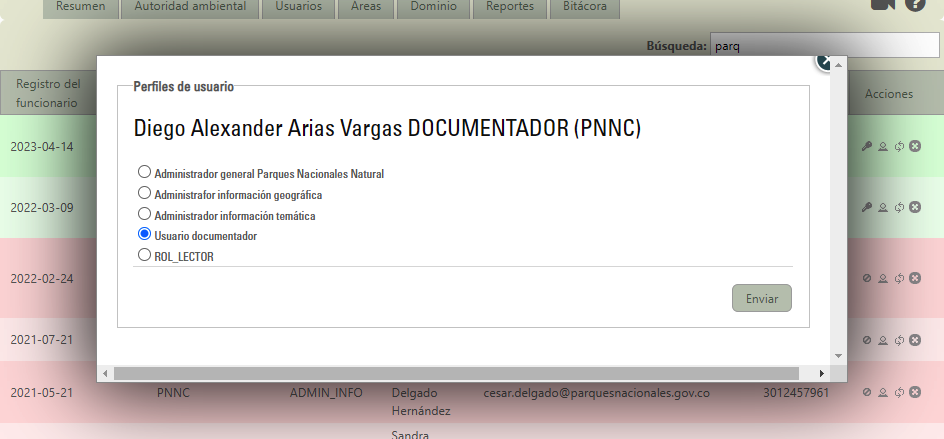 Resumen Autoridad ambiental Usuarios Areas Dominio Reportes Bitácora
Búsqueda: parq
Registro del
funcionario
Acciones
Perfiles de usuario
Diego Alexander Arias Vargas DOCUMENTADOR (PNNC)
Administrador general Parques Nacionales Natural
Administrafor información geográfica
Administrador información temática
Usuario documentador
ROL_LECTOR
Enviar
2023-04-14
2022-03-09
2022-02-24
2021-07-21
2021-05-21 PNNC ADMIN_INFO Delgado cesar.delgado@parquesnacionales.gov.co 3012457961
Hernández
Sandra